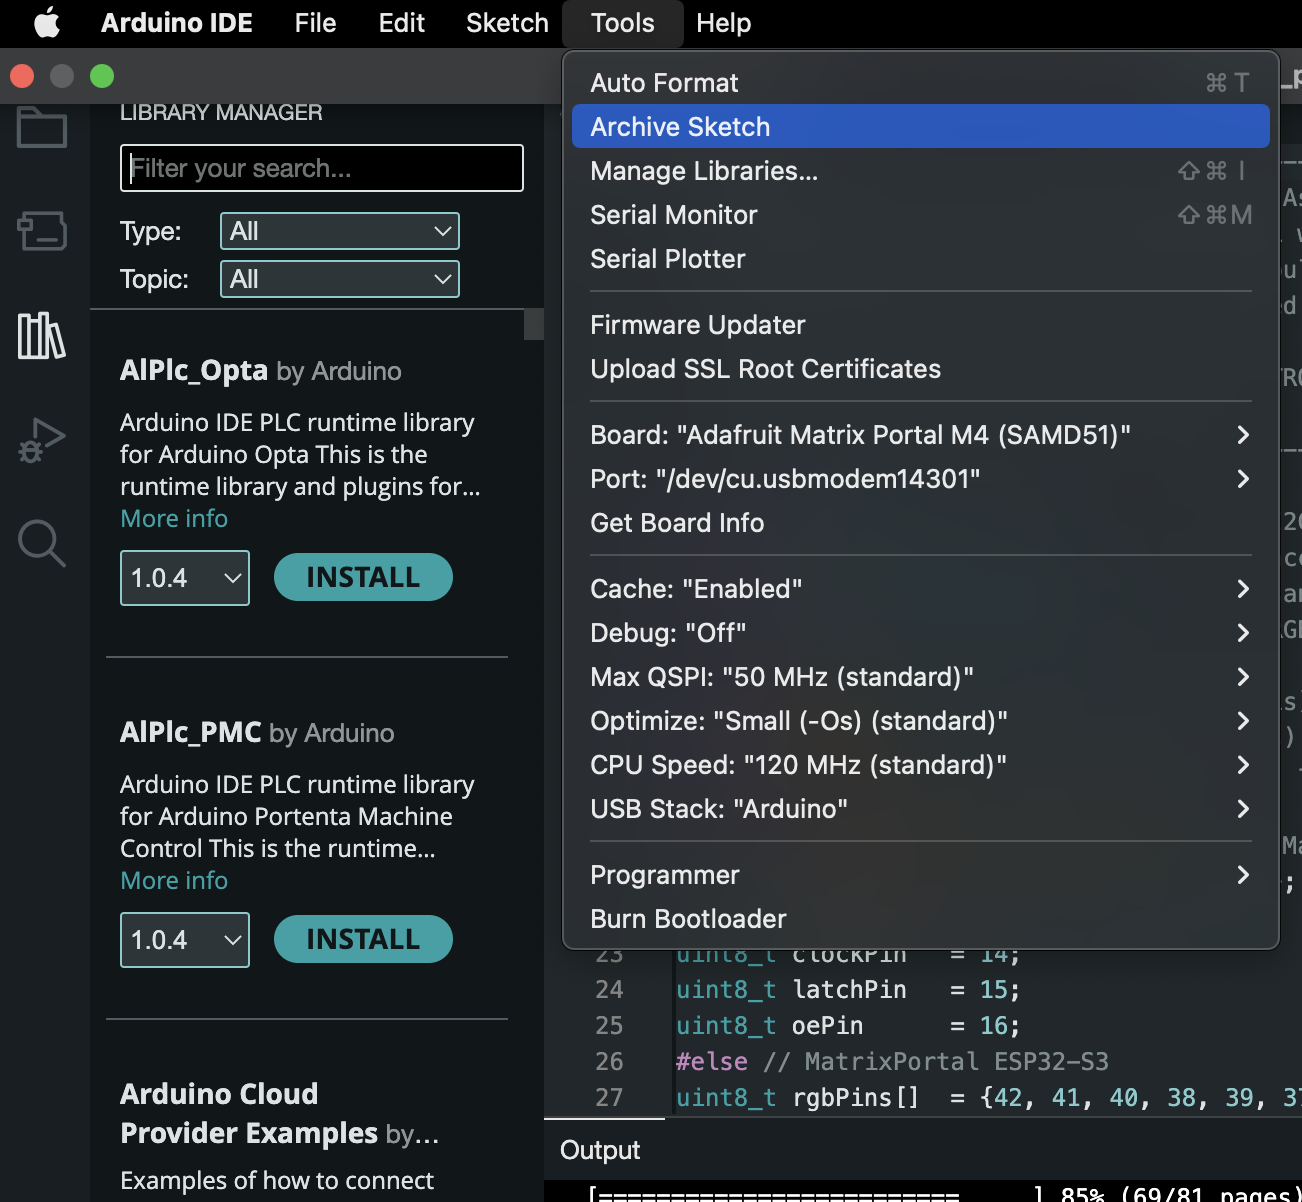 Arduino IDE File Edit Sketch Tools Help
LIBRARY MANAGER
Filter your search...
Type: All
Topic: All
AlPlc_Opta by Arduino
Arduino IDE PLC runtime library
for Arduino Opta This is the
runtime library and plugins for...
More info
1.0.4 INSTALL
AlPlc_PMC by Arduino
Arduino IDE PLC runtime library
for Arduino Portenta Machine
Control This is the runtime...
More info
1.0.4 INSTALL
Arduino Cloud
Provider Examples by...
Examples of how to connect
Auto Format ⌘T
Archive Sketch
Manage Libraries... ⇧⌘I
Serial Monitor ⇧⌘M
Serial Plotter
Firmware Updater
Upload SSL Root Certificates
Board: "Adafruit Matrix Portal M4 (SAMD51)"
Port: "/dev/cu.usbmodem14301"
Get Board Info
Cache: "Enabled"
Debug: "Off"
Max QSPI: "50 MHz (standard)"
Optimize: "Small (-Os) (standard)"
CPU Speed: "120 MHz (standard)"
USB Stack: "Arduino"
Programmer
Burn Bootloader
23 uint8_t clockPin = 14;
24 uint8_t latchPin = 15;
25 uint8_t oePin = 16;
26 #else // MatrixPortal ESP32-S3
27 uint8_t rgbPins[] = {42, 41, 40, 38, 39, 37
Output
[========================= ] 85% (69/81 pages)